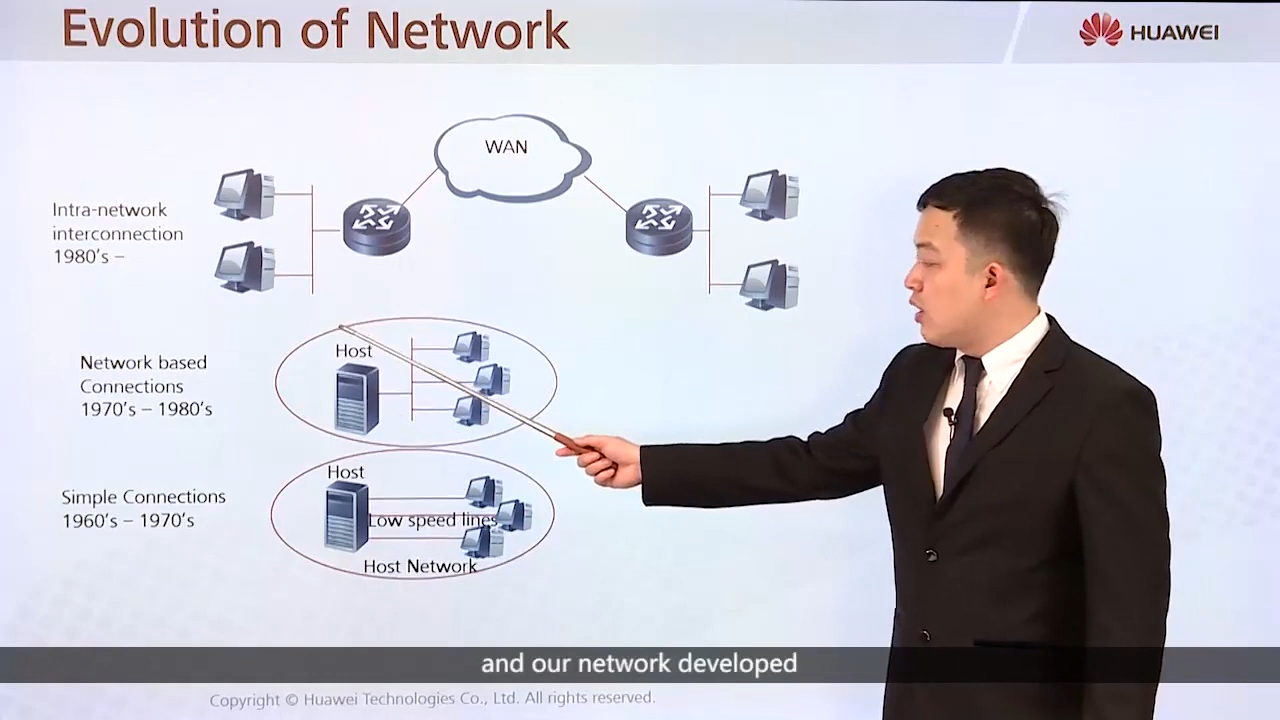 Evolution of Network
HUAWEI
WAN
Intra-network
interconnection
1980's –
Host
Network based
Connections
1970's – 1980's
Host
Simple Connections
1960's – 1970's
Low speed lines
Host Network
and our network developed
Copyright © Huawei Technologies Co., Ltd. All rights reserved.